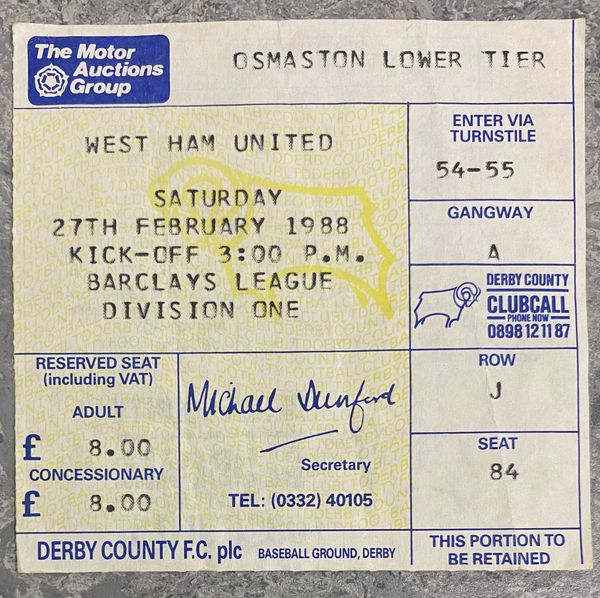 The Motor
Auctions
Group
OSMASTON LOWER TIER
WEST HAM UNITED
SATURDAY
27TH FEBRUARY 1988
KICK-OFF 3:00 P.M.
BARCLAYS LEAGUE
DIVISION ONE
ENTER VIA
TURNSTILE
54-55
GANGWAY
A
DERBY COUNTY
CLUBCALL
PHONE NOW
0898 12 11 87
RESERVED SEAT
(including VAT)
ADULT
£ 8.00
CONCESSIONARY
£ 8.00
Michael Dunford
Secretary
TEL: (0332) 40105
ROW
J
SEAT
84
DERBY COUNTY F.C. plc BASEBALL GROUND, DERBY
THIS PORTION TO
BE RETAINED